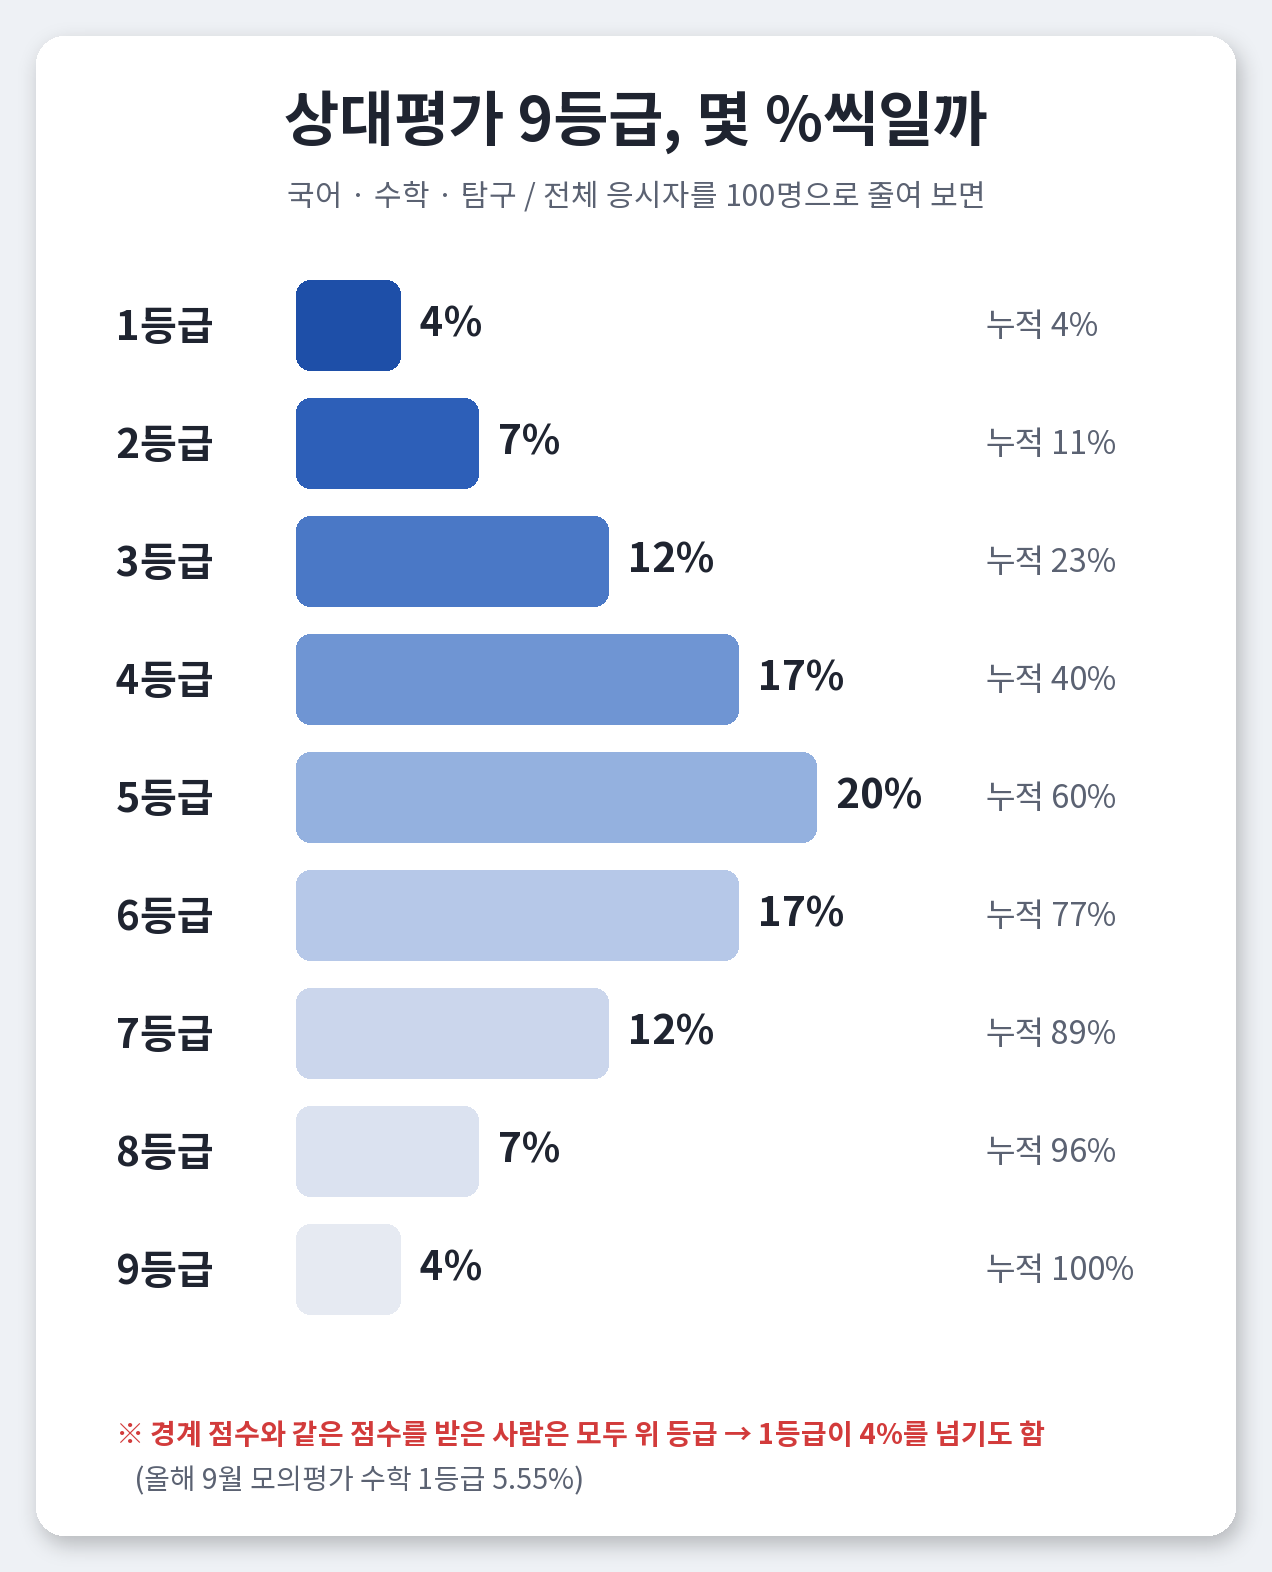 상대평가 9등급, 몇 %씩일까
국어 · 수학 · 탐구 / 전체 응시자를 100명으로 줄여 보면
1등급 4% 누적 4%
2등급 7% 누적 11%
3등급 12% 누적 23%
4등급 17% 누적 40%
5등급 20% 누적 60%
6등급 17% 누적 77%
7등급 12% 누적 89%
8등급 7% 누적 96%
9등급 4% 누적 100%
※ 경계 점수와 같은 점수를 받은 사람은 모두 위 등급 → 1등급이 4%를 넘기도 함
(올해 9월 모의평가 수학 1등급 5.55%)